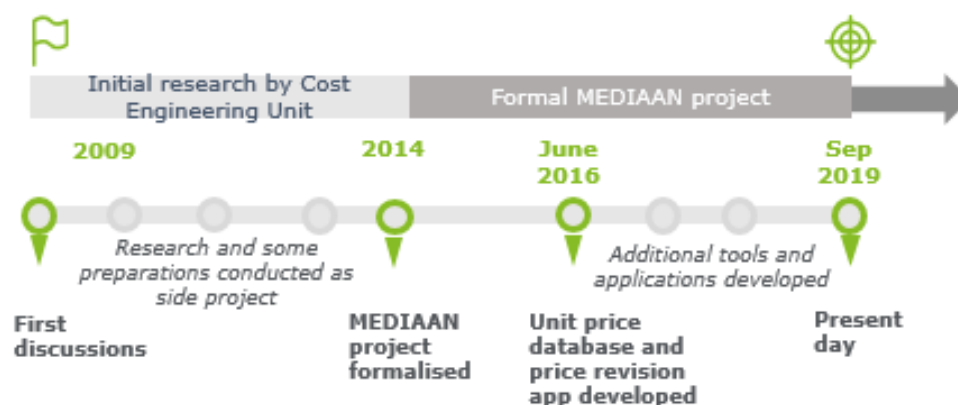 Initial research by Cost
Engineering Unit
Formal MEDIAAN project
2009
2014
June
2016
Sep
2019
Research and some
preparations conducted as
side project
Additional tools and
applications developed
First
discussions
MEDIAAN
project
formalised
Unit price
database and
price revision
app developed
Present
day